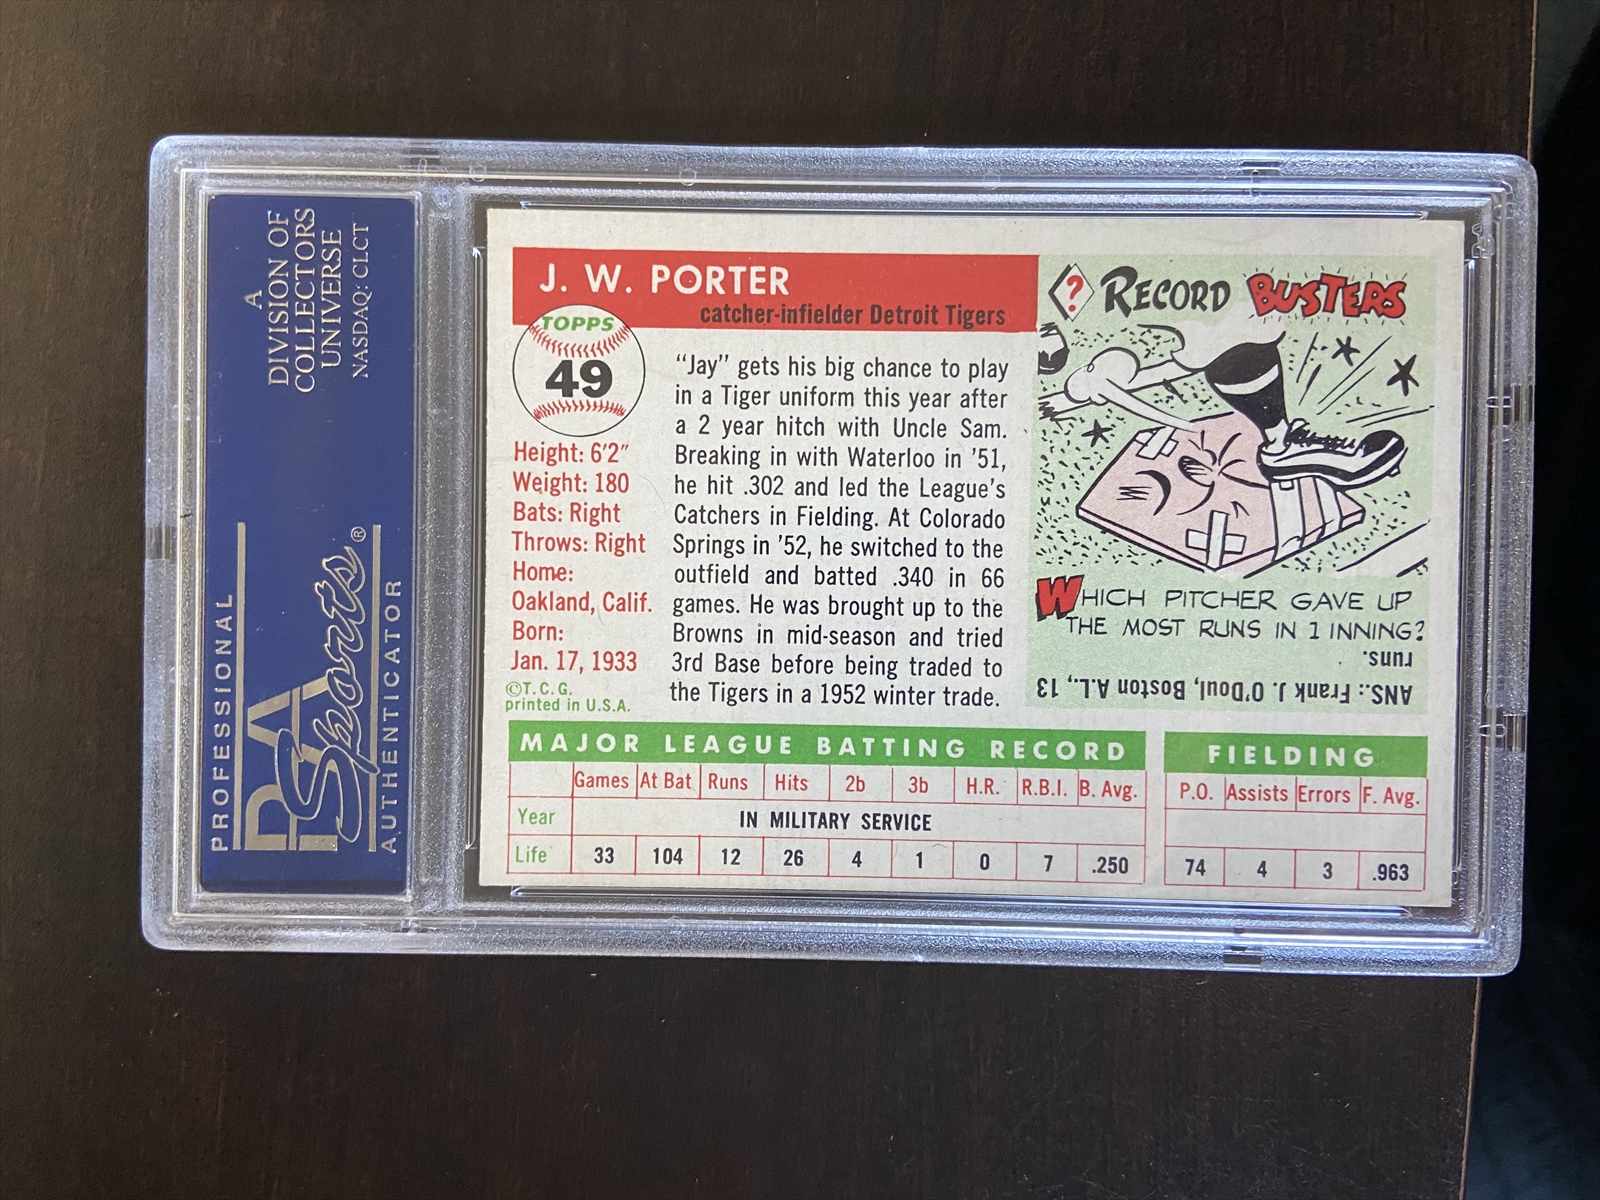 A
DIVISION OF
COLLECTORS
UNIVERSE
NASDAQ: CLCT
PROFESSIONAL
PSA
Sports®
AUTHENTICATOR
J. W. PORTER
catcher-infielder Detroit Tigers
TOPPS
49
Height: 6'2"
Weight: 180
Bats: Right
Throws: Right
Home:
Oakland, Calif.
Born:
Jan. 17, 1933
©T. C. G.
printed in U.S.A.
"Jay" gets his big chance to play
in a Tiger uniform this year after
a 2 year hitch with Uncle Sam.
Breaking in with Waterloo in '51,
he hit .302 and led the League's
Catchers in Fielding. At Colorado
Springs in '52, he switched to the
outfield and batted .340 in 66
games. He was brought up to the
Browns in mid-season and tried
3rd Base before being traded to
the Tigers in a 1952 winter trade.
? RECORD BUSTERS
WHICH PITCHER GAVE UP
THE MOST RUNS IN 1 INNING?
ANS.: Frank J. O'Doul, Boston A.L., 13
runs.
MAJOR LEAGUE BATTING RECORD
Games At Bat Runs Hits 2b 3b H.R. R.B.I. B. Avg.
Year IN MILITARY SERVICE
Life 33 104 12 26 4 1 0 7 .250
FIELDING
P.O. Assists Errors F. Avg.
74 4 3 .963